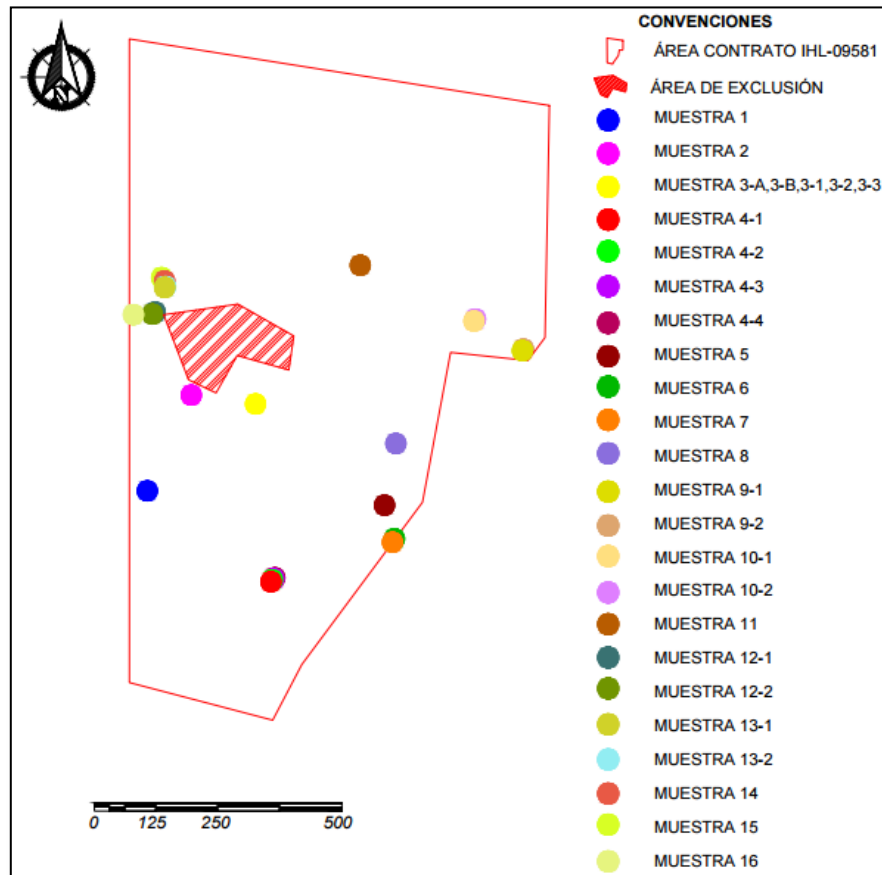 CONVENCIONES
ÁREA CONTRATO IHL-09581
ÁREA DE EXCLUSIÓN
MUESTRA 1
MUESTRA 2
MUESTRA 3-A,3-B,3-1,3-2,3-3
MUESTRA 4-1
MUESTRA 4-2
MUESTRA 4-3
MUESTRA 4-4
MUESTRA 5
MUESTRA 6
MUESTRA 7
MUESTRA 8
MUESTRA 9-1
MUESTRA 9-2
MUESTRA 10-1
MUESTRA 10-2
MUESTRA 11
MUESTRA 12-1
MUESTRA 12-2
MUESTRA 13-1
MUESTRA 13-2
MUESTRA 14
MUESTRA 15
MUESTRA 16
N
0 125 250 500